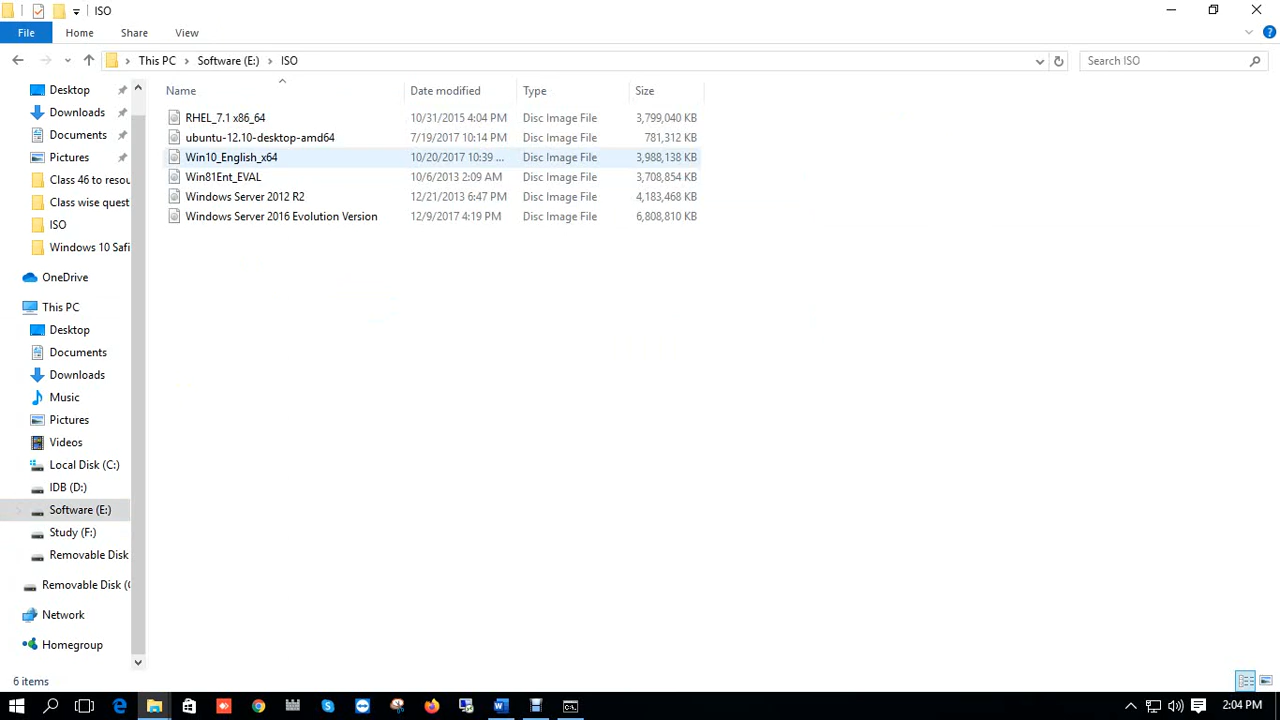 ISO
File Home Share View
This PC Software (E:) ISO Search ISO
Name Date modified Type Size
RHEL_7.1 x86_64 10/31/2015 4:04 PM Disc Image File 3,799,040 KB
ubuntu-12.10-desktop-amd64 7/19/2017 10:14 PM Disc Image File 781,312 KB
Win10_English_x64 10/20/2017 10:39 ... Disc Image File 3,988,138 KB
Win81Ent_EVAL 10/6/2013 2:09 AM Disc Image File 3,708,854 KB
Windows Server 2012 R2 12/21/2013 6:47 PM Disc Image File 4,183,468 KB
Windows Server 2016 Evolution Version 12/9/2017 4:19 PM Disc Image File 6,808,810 KB
Desktop
Downloads
Documents
Pictures
Class 46 to resou
Class wise quest
ISO
Windows 10 Safi
OneDrive
This PC
Desktop
Documents
Downloads
Music
Pictures
Videos
Local Disk (C:)
IDB (D:)
Software (E:)
Study (F:)
Removable Disk
Removable Disk (
Network
Homegroup
6 items
2:04 PM